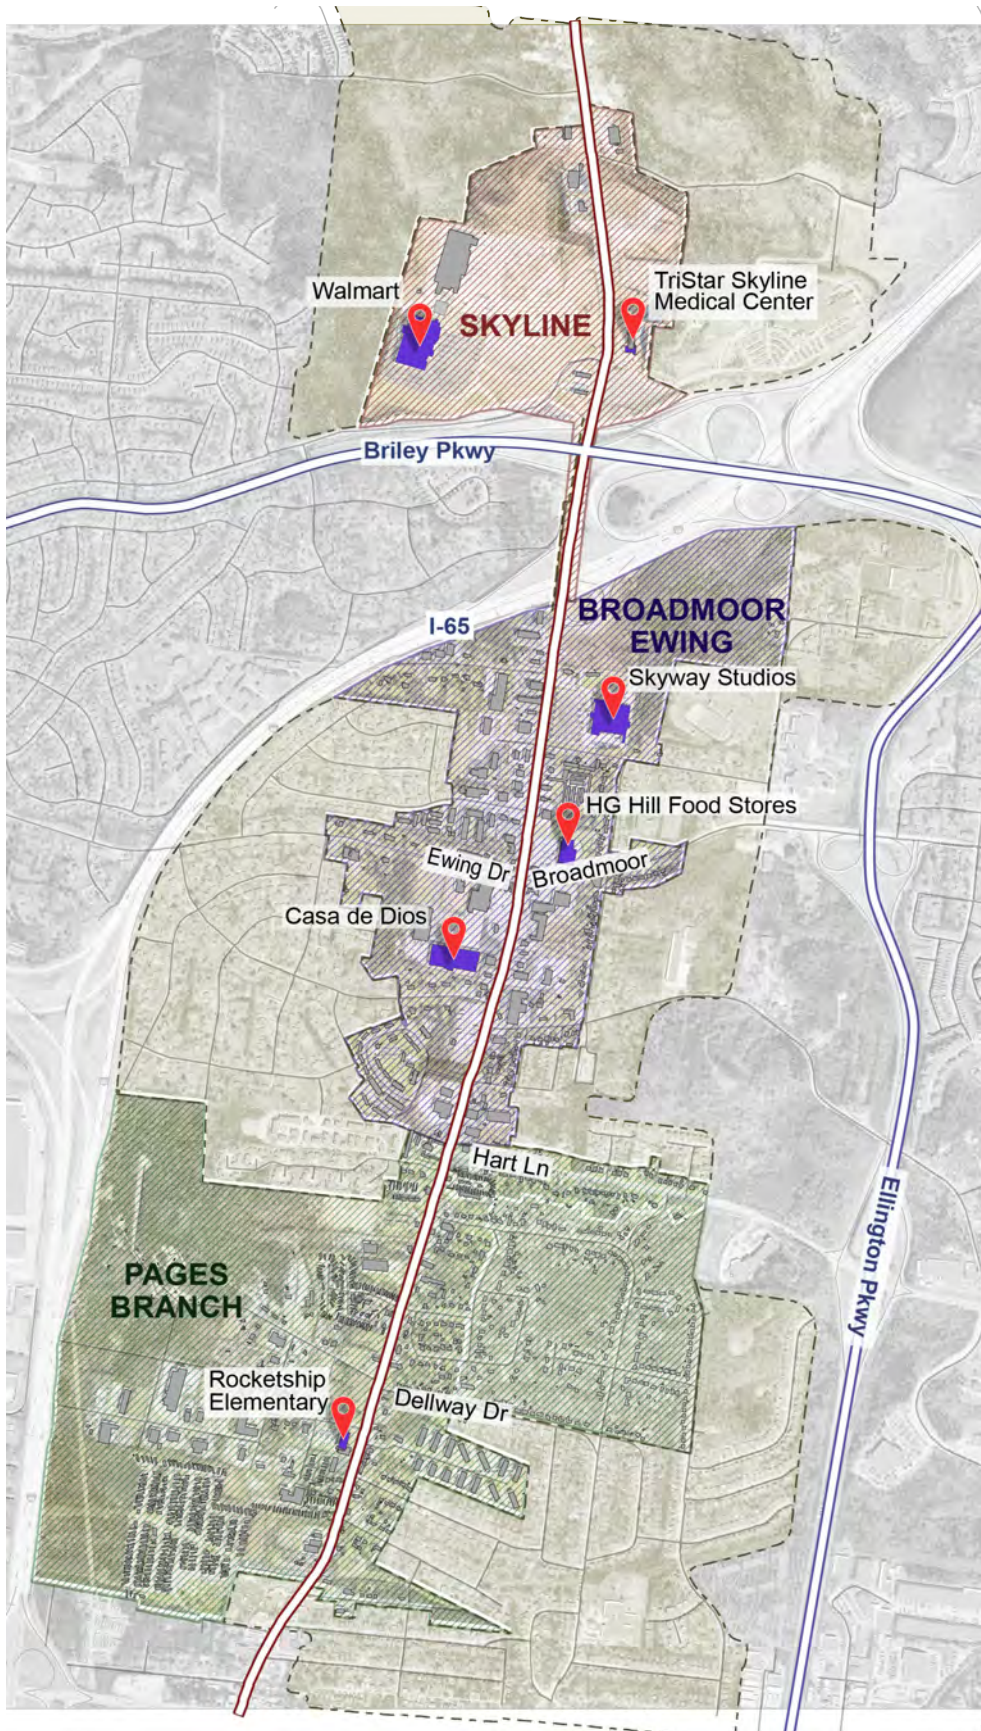 Walmart
TriStar Skyline
Medical Center
SKYLINE
Briley Pkwy
BROADMOOR
EWING
I-65
Skyway Studios
HG Hill Food Stores
Ewing Dr
Broadmoor
Casa de Dios
Hart Ln
Ellington Pkwy
PAGES
BRANCH
Rocketship
Elementary
Dellway Dr